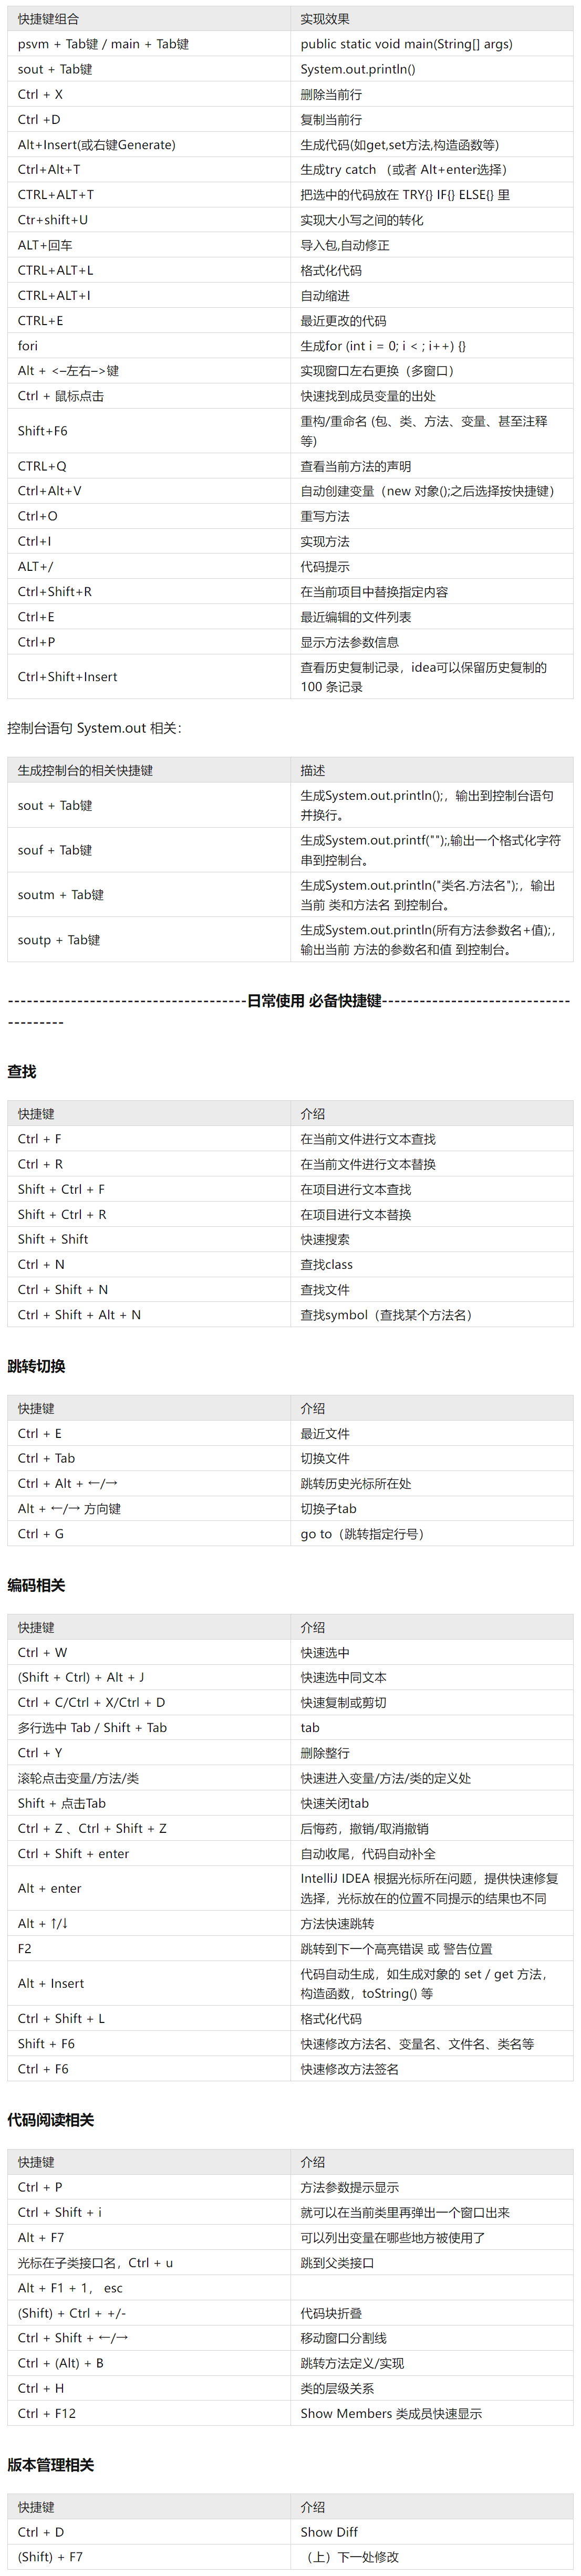 快捷键组合 实现效果
psvm + Tab键 / main + Tab键 public static void main(String[] args)
sout + Tab键 System.out.println()
Ctrl + X 删除当前行
Ctrl +D 复制当前行
Alt+Insert(或右键Generate) 生成代码(如get,set方法,构造函数等)
Ctrl+Alt+T 生成try catch （或者 Alt+enter选择）
CTRL+ALT+T 把选中的代码放在 TRY{} IF{} ELSE{} 里
Ctr+shift+U 实现大小写之间的转化
ALT+回车 导入包,自动修正
CTRL+ALT+L 格式化代码
CTRL+ALT+I 自动缩进
CTRL+E 最近更改的代码
fori 生成for (int i = 0; i < ; i++) {}
Alt + <–左右–>键 实现窗口左右更换（多窗口）
Ctrl + 鼠标点击 快速找到成员变量的出处
Shift+F6 重构/重命名 (包、类、方法、变量、甚至注释
等)
CTRL+Q 查看当前方法的声明
Ctrl+Alt+V 自动创建变量（new 对象();之后选择按快捷键）
Ctrl+O 重写方法
Ctrl+I 实现方法
ALT+/ 代码提示
Ctrl+Shift+R 在当前项目中替换指定内容
Ctrl+E 最近编辑的文件列表
Ctrl+P 显示方法参数信息
Ctrl+Shift+Insert 查看历史复制记录，idea可以保留历史复制的
100 条记录
控制台语句 System.out 相关：
生成控制台的相关快捷键 描述
sout + Tab键 生成System.out.println();，输出到控制台语句
并换行。
souf + Tab键 生成System.out.printf("");,输出一个格式化字符
串到控制台。
soutm + Tab键 生成System.out.println("类名.方法名");，输出
当前 类和方法名 到控制台。
soutp + Tab键 生成System.out.println(所有方法参数名+值);，
输出当前 方法的参数名和值 到控制台。
--------------------------------------日常使用 必备快捷键------------------------------
---------
查找
快捷键 介绍
Ctrl + F 在当前文件进行文本查找
Ctrl + R 在当前文件进行文本替换
Shift + Ctrl + F 在项目进行文本查找
Shift + Ctrl + R 在项目进行文本替换
Shift + Shift 快速搜索
Ctrl + N 查找class
Ctrl + Shift + N 查找文件
Ctrl + Shift + Alt + N 查找symbol（查找某个方法名）
跳转切换
快捷键 介绍
Ctrl + E 最近文件
Ctrl + Tab 切换文件
Ctrl + Alt + ←/→ 跳转历史光标所在处
Alt + ←/→ 方向键 切换子tab
Ctrl + G go to（跳转指定行号）
编码相关
快捷键 介绍
Ctrl + W 快速选中
(Shift + Ctrl) + Alt + J 快速选中同文本
Ctrl + C/Ctrl + X/Ctrl + D 快速复制或剪切
多行选中 Tab / Shift + Tab tab
Ctrl + Y 删除整行
滚轮点击变量/方法/类 快速进入变量/方法/类的定义处
Shift + 点击Tab 快速关闭tab
Ctrl + Z 、Ctrl + Shift + Z 后悔药，撤销/取消撤销
Ctrl + Shift + enter 自动收尾，代码自动补全
Alt + enter IntelliJ IDEA 根据光标所在问题，提供快速修复
选择，光标放在的位置不同提示的结果也不同
Alt + ↑/↓ 方法快速跳转
F2 跳转到下一个高亮错误 或 警告位置
Alt + Insert 代码自动生成，如生成对象的 set / get 方法，
构造函数，toString() 等
Ctrl + Shift + L 格式化代码
Shift + F6 快速修改方法名、变量名、文件名、类名等
Ctrl + F6 快速修改方法签名
代码阅读相关
快捷键 介绍
Ctrl + P 方法参数提示显示
Ctrl + Shift + i 就可以在当前类里再弹出一个窗口出来
Alt + F7 可以列出变量在哪些地方被使用了
光标在子类接口名，Ctrl + u 跳到父类接口
Alt + F1 + 1， esc
(Shift) + Ctrl + +/- 代码块折叠
Ctrl + Shift + ←/→ 移动窗口分割线
Ctrl + (Alt) + B 跳转方法定义/实现
Ctrl + H 类的层级关系
Ctrl + F12 Show Members 类成员快速显示
版本管理相关
快捷键 介绍
Ctrl + D Show Diff
(Shift) + F7 （上）下一处修改